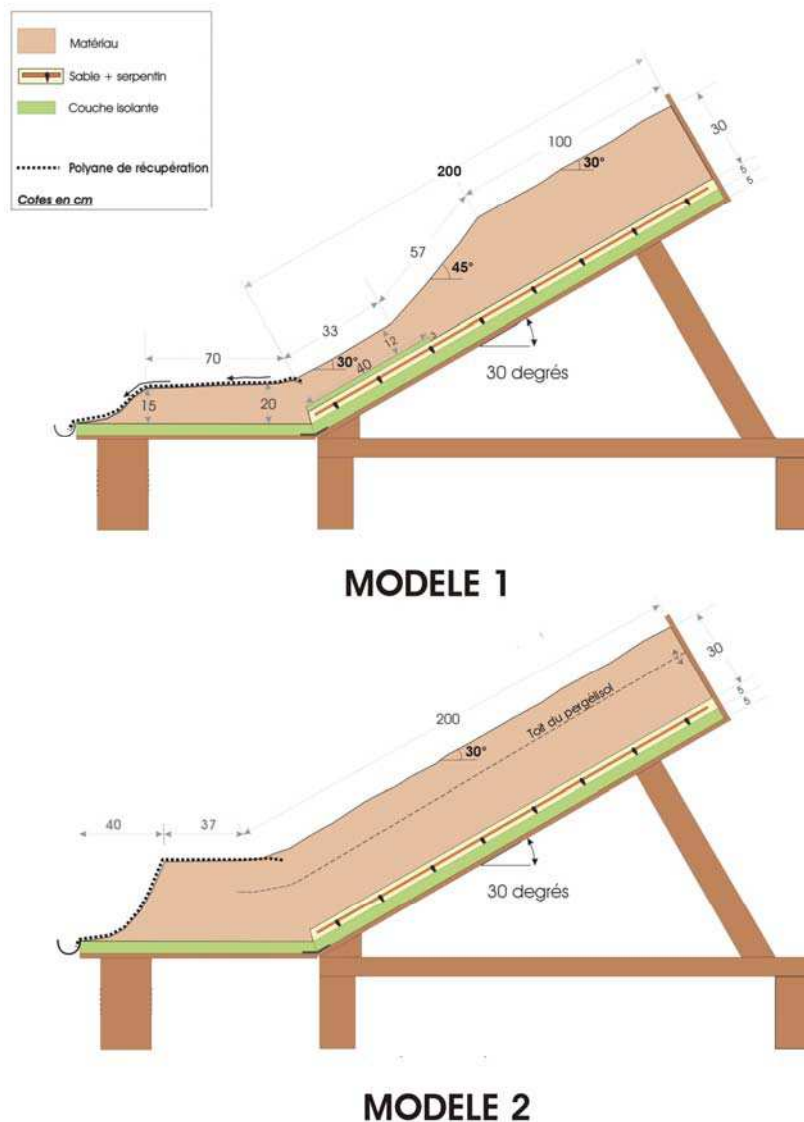 Matériau
Sable + serpentin
Couche isolante
Polyane de récupération
Cotes en cm
30
100
5
5
200
30°
57
45°
33
12
3
70
30°
40
30 degrés
15
20
MODELE 1
30
5
5
200
Toit du pergélisol
30°
40
37
30 degrés
MODELE 2